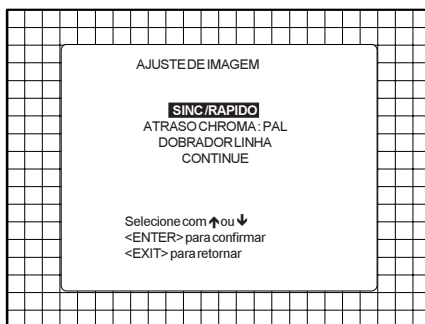 AJUSTE DE IMAGEM
SINC/RAPIDO
ATRASO CHROMA : PAL
DOBRADOR LINHA
CONTINUE
Selecione com ↑ ou ↓
<ENTER> para confirmar
<EXIT> para retornar